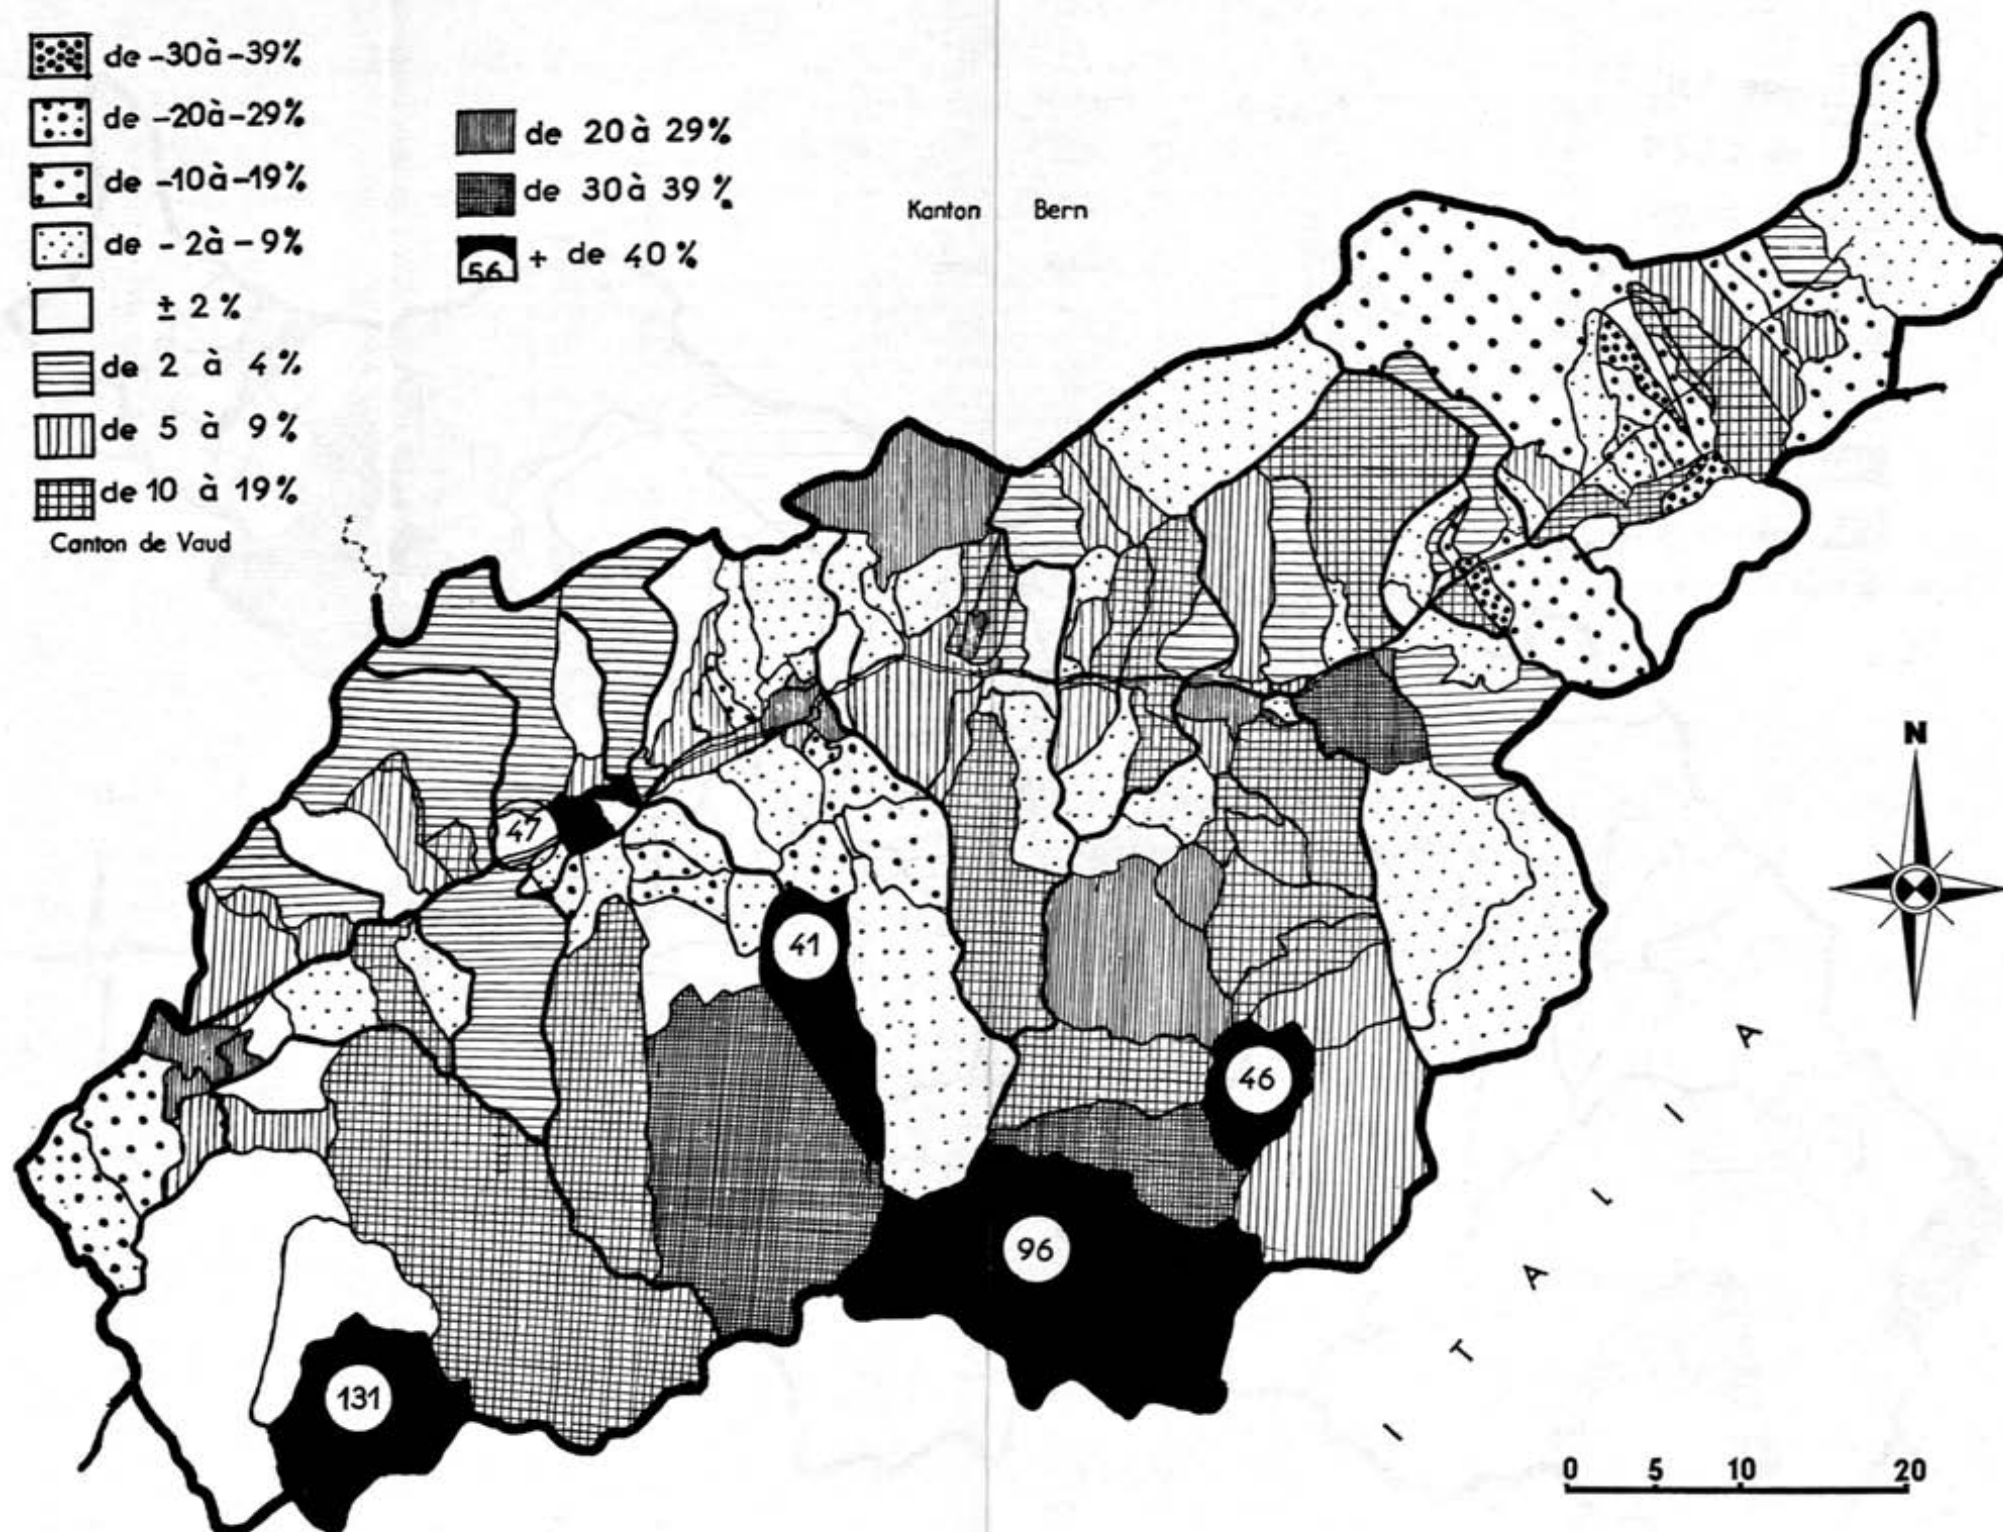 de -30à-39%
de -20à-29%
de -10à-19%
de -2à-9%
± 2%
de 2 à 4%
de 5 à 9%
de 10 à 19%
Canton de Vaud
de 20 à 29%
de 30 à 39%
56 + de 40%
Kanton Bern
47
41
46
96
131
N
ITALIA
0 5 10 20